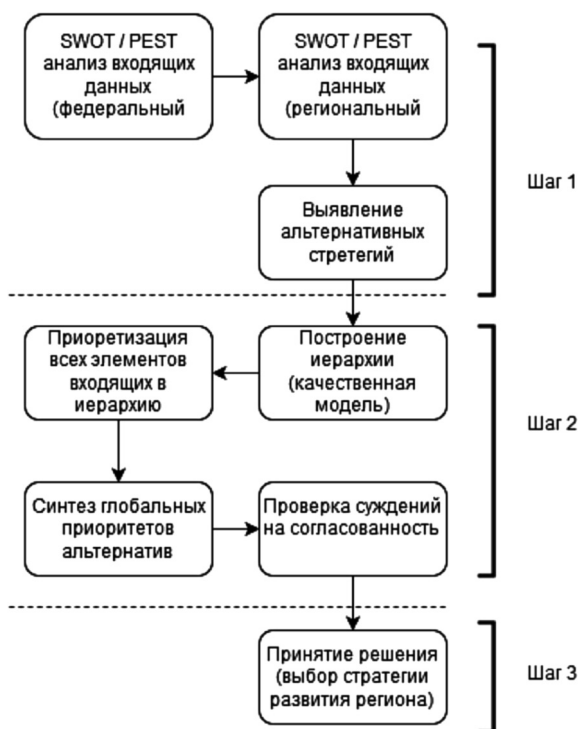 SWOT / PEST
анализ входящих
данных
(федеральный
SWOT / PEST
анализ входящих
данных
(региональный
Шаг 1
Выявление
альтернативных
стретегий
Приоретизация
всех элементов
входящих в
иерархию
Построение
иерархии
(качественная
модель)
Шаг 2
Синтез глобальных
приоритетов
альтернатив
Проверка суждений
на согласованность
Принятие решения
(выбор стратегии
развития региона)
Шаг 3